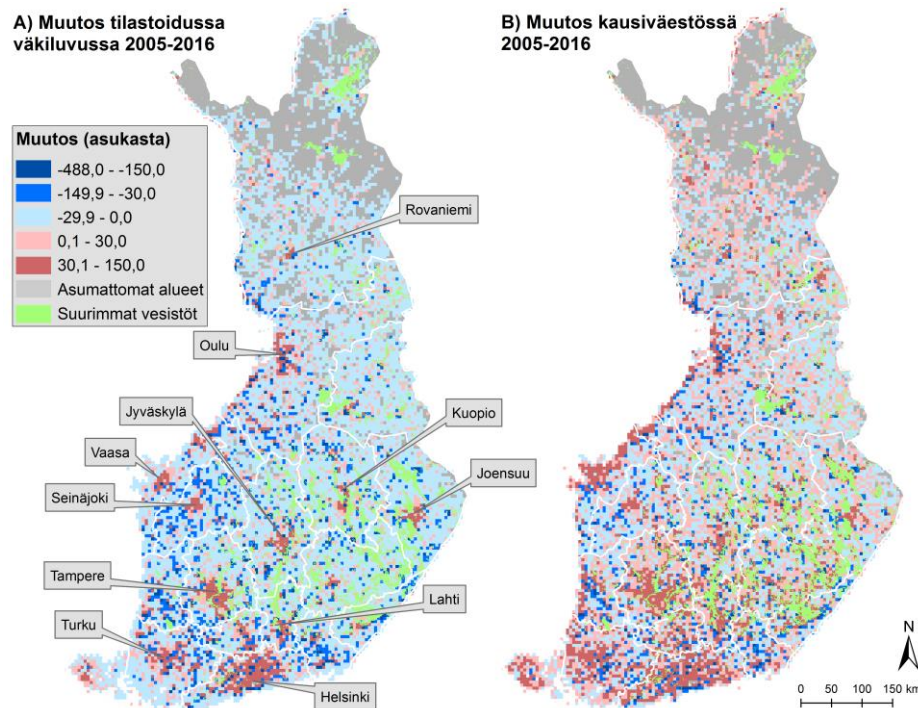 A) Muutos tilastoidussa
väkiluvussa 2005-2016
B) Muutos kausiväestössä
2005-2016
Muutos (asukasta)
-488,0 - -150,0
-149,9 - -30,0
-29,9 - 0,0
0,1 - 30,0
30,1 - 150,0
Asumattomat alueet
Suurimmat vesistöt
Rovaniemi
Oulu
Jyväskylä
Kuopio
Vaasa
Joensuu
Seinäjoki
Tampere
Lahti
Turku
Helsinki
N
0 50 100 150 km